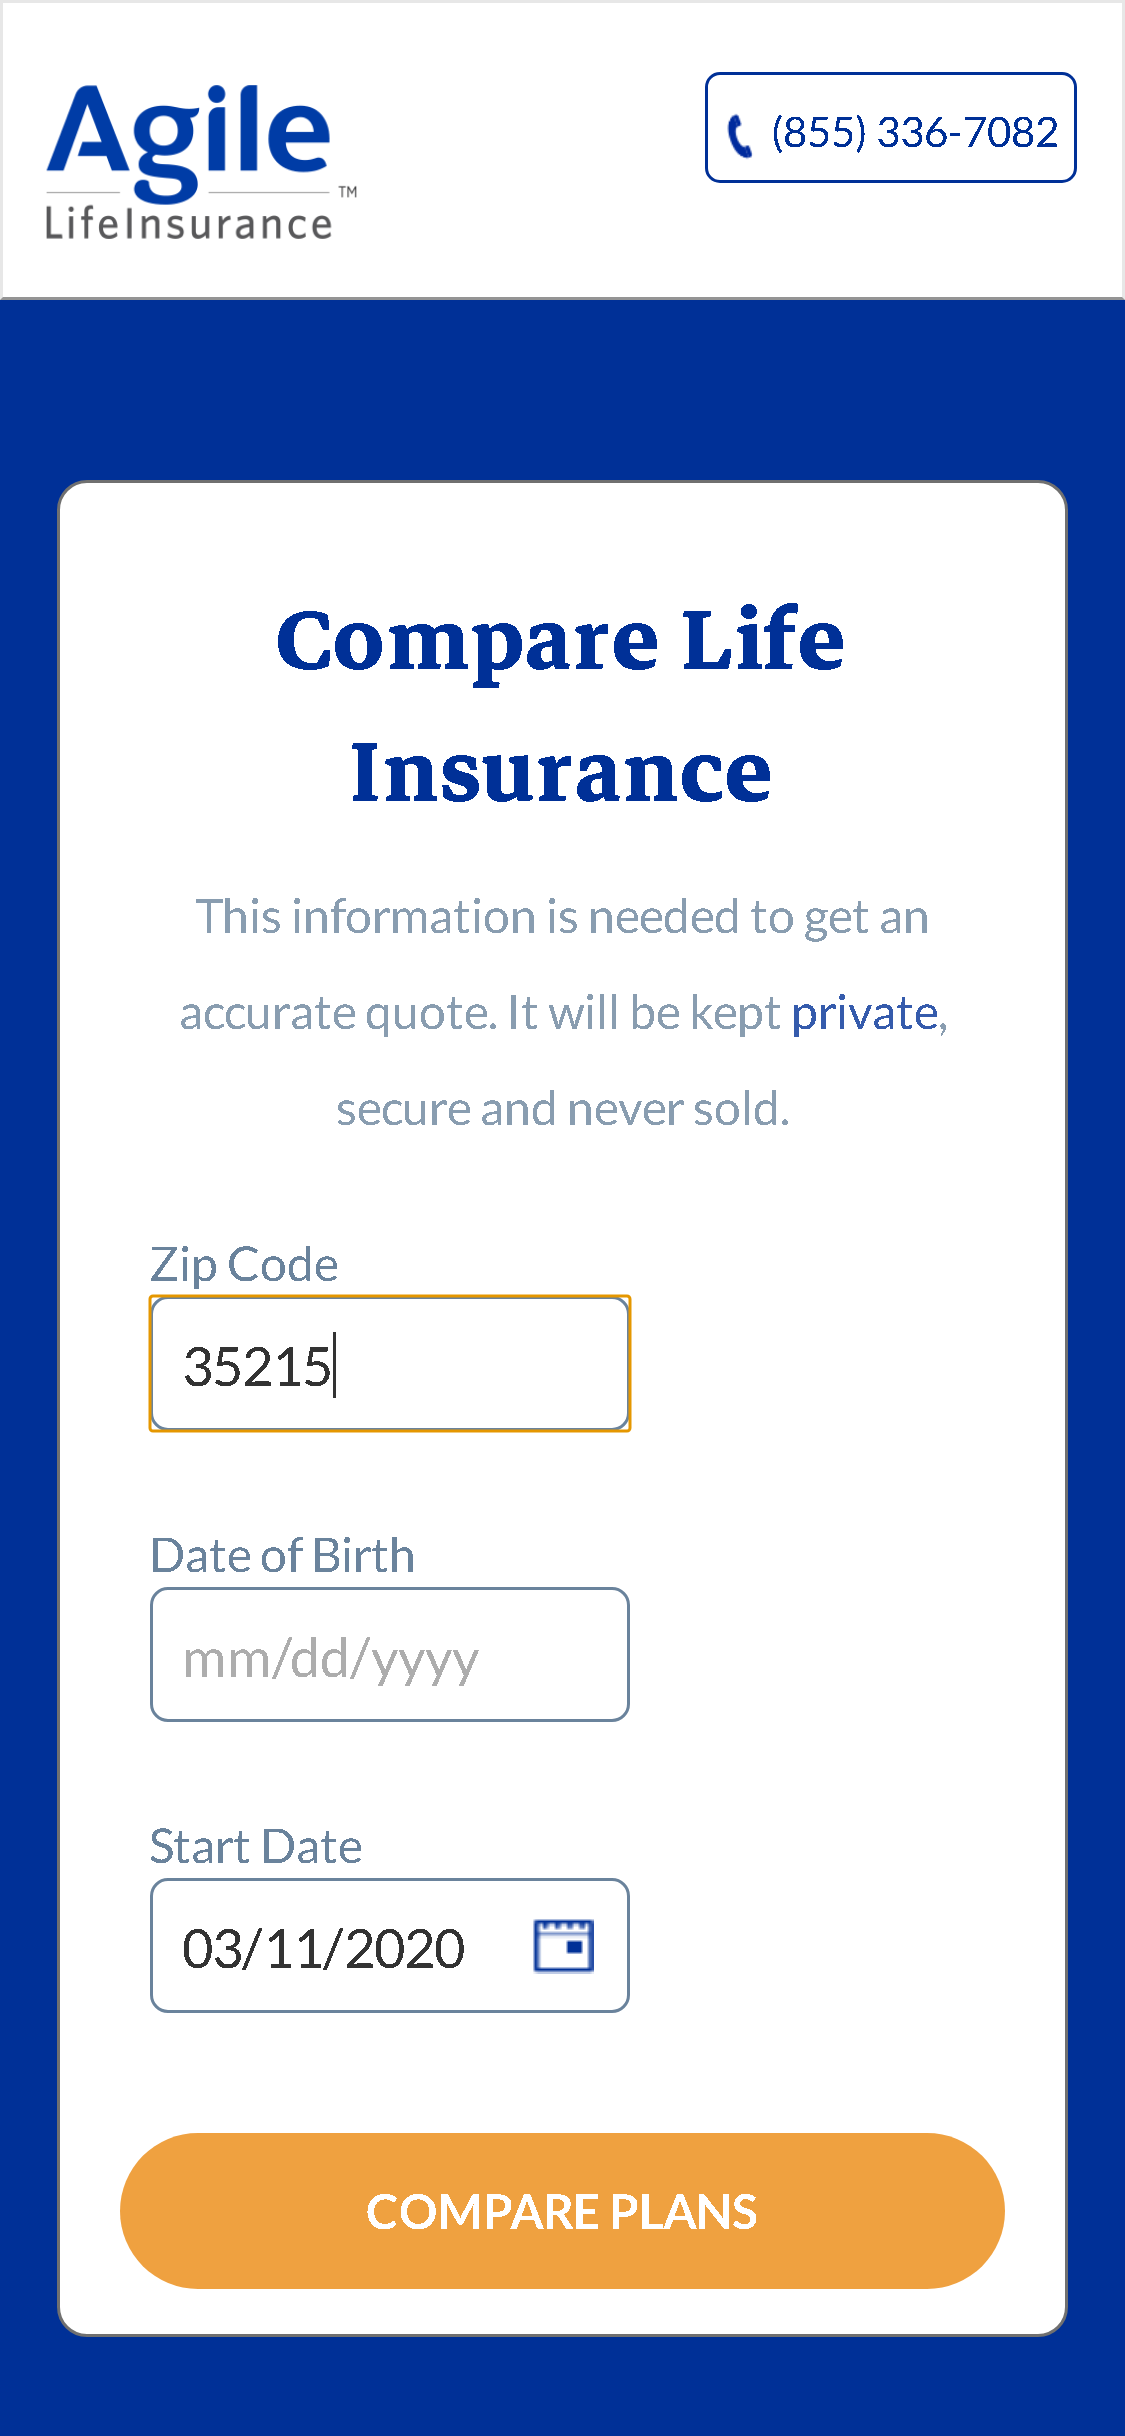 Agile
LifeInsurance™
(855) 336-7082
Compare Life
Insurance
This information is needed to get an
accurate quote. It will be kept private,
secure and never sold.
Zip Code
35215
Date of Birth
mm/dd/yyyy
Start Date
03/11/2020
COMPARE PLANS